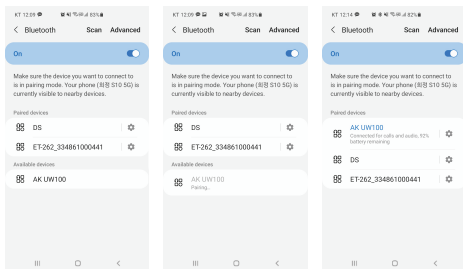 KT 12:09 83%
Bluetooth Scan Advanced
On
Make sure the device you want to connect to
is in pairing mode. Your phone (희정 S10 5G) is
currently visible to nearby devices.
Paired devices
DS
ET-262_334861000441
Available devices
AK UW100
KT 12:09 83%
Bluetooth Scan Advanced
On
Make sure the device you want to connect to
is in pairing mode. Your phone (희정 S10 5G) is
currently visible to nearby devices.
Paired devices
DS
ET-262_334861000441
Available devices
AK UW100
Pairing...
KT 12:14 82%
Bluetooth Scan Advanced
On
Make sure the device you want to connect to
is in pairing mode. Your phone (희정 S10 5G) is
currently visible to nearby devices.
Paired devices
AK UW100
Connected for calls and audio, 92%
battery remaining
DS
ET-262_334861000441